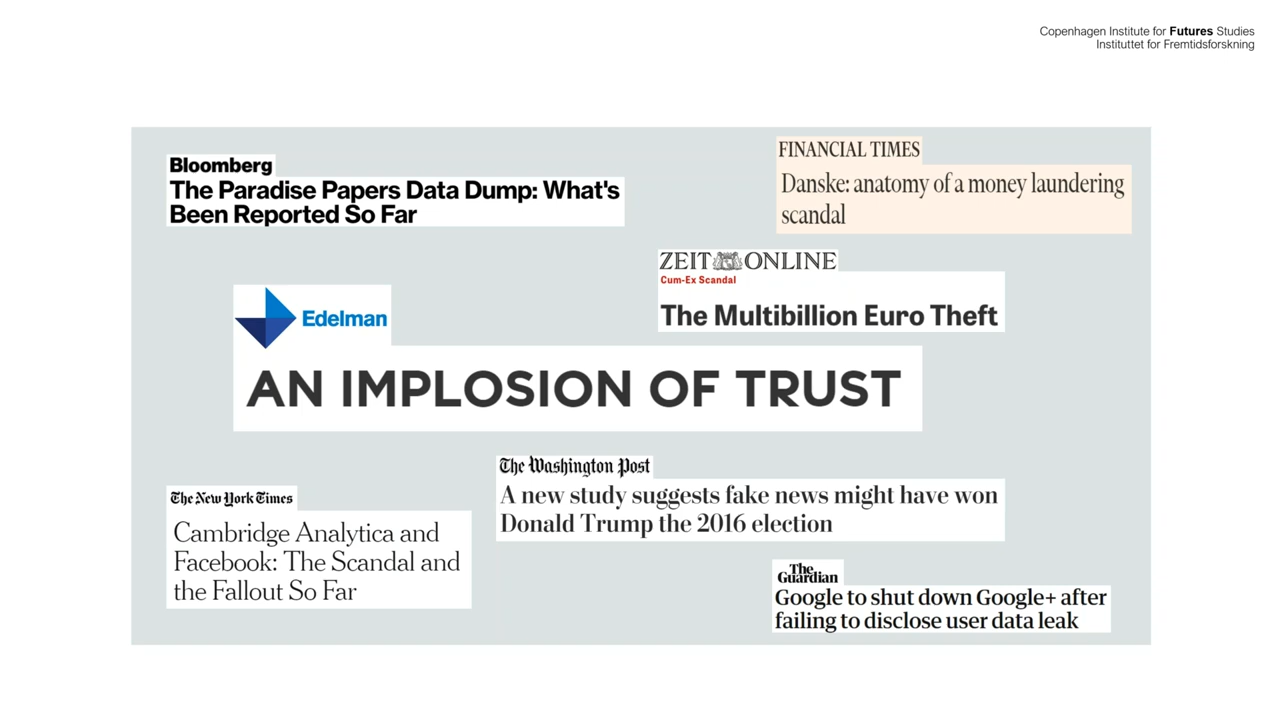 Copenhagen Institute for Futures Studies
Instituttet for Fremtidsforskning
Bloomberg
The Paradise Papers Data Dump: What's
Been Reported So Far
FINANCIAL TIMES
Danske: anatomy of a money laundering
scandal
ZEIT ONLINE
Cum-Ex Scandal
The Multibillion Euro Theft
Edelman
AN IMPLOSION OF TRUST
The Washington Post
A new study suggests fake news might have won
Donald Trump the 2016 election
The New York Times
Cambridge Analytica and
Facebook: The Scandal and
the Fallout So Far
The
Guardian
Google to shut down Google+ after
failing to disclose user data leak